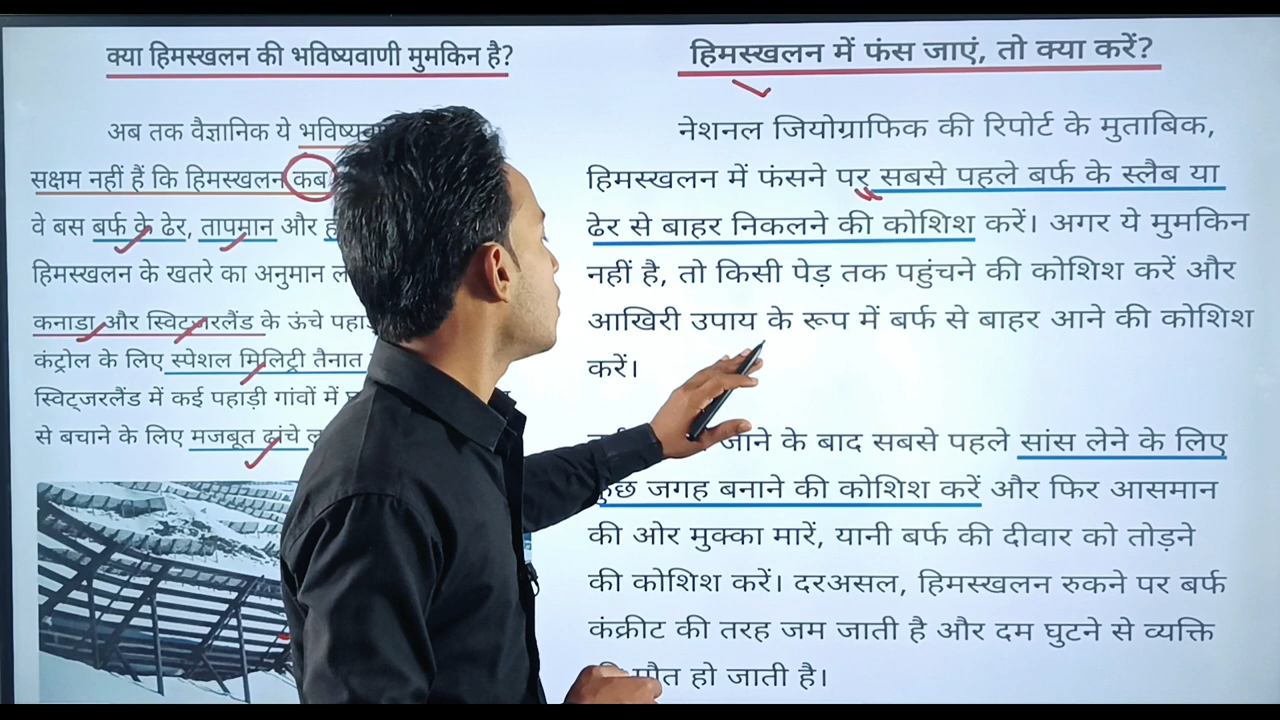 क्या हिमस्खलन की भविष्यवाणी मुमकिन है?
अब तक वैज्ञानिक ये
सक्षम नहीं हैं कि हिमस्खलन कब
वे बस बर्फ के ढेर, तापमान और
हिमस्खलन के खतरे का अनुमान
कनाडा और स्विट्जरलैंड के ऊंचे
कंट्रोल के लिए स्पेशल मिलिट्री तैनात
स्विट्जरलैंड में कई पहाड़ी गांवों में
से बचाने के लिए मजबूत ढांचे
हिमस्खलन में फंस जाएं, तो क्या करें?
नेशनल जियोग्राफिक की रिपोर्ट के मुताबिक,
हिमस्खलन में फंसने पर सबसे पहले बर्फ के स्लैब या
ढेर से बाहर निकलने की कोशिश करें। अगर ये मुमकिन
नहीं है, तो किसी पेड़ तक पहुंचने की कोशिश करें और
आखिरी उपाय के रूप में बर्फ से बाहर आने की कोशिश
करें।
जाने के बाद सबसे पहले सांस लेने के लिए
कुछ जगह बनाने की कोशिश करें और फिर आसमान
की ओर मुक्का मारें, यानी बर्फ की दीवार को तोड़ने
की कोशिश करें। दरअसल, हिमस्खलन रुकने पर बर्फ
कंक्रीट की तरह जम जाती है और दम घुटने से व्यक्ति
मौत हो जाती है।